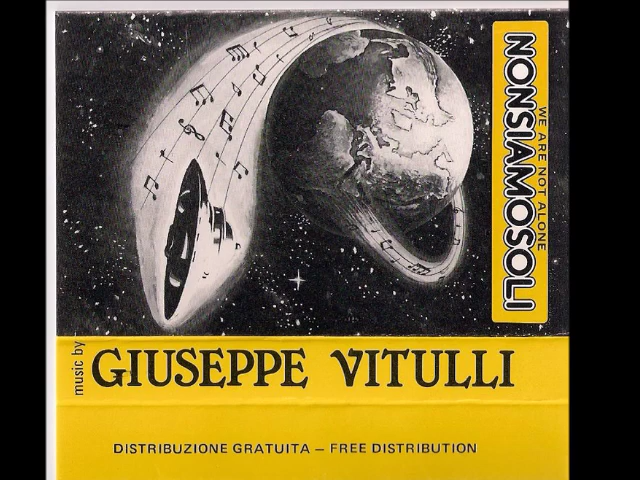 NONSIAMOSOLI
WE ARE NOT ALONE
music by
GIUSEPPE VITULLI
DISTRIBUZIONE GRATUITA – FREE DISTRIBUTION